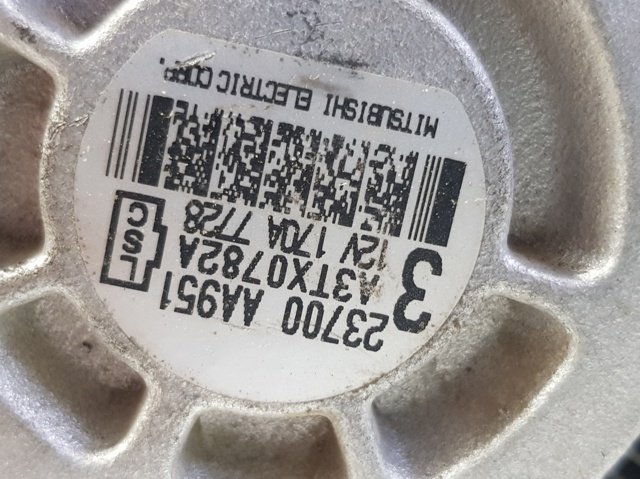 23700 AA951
3 A3TX0782A
12V 170A 7728
LSC
MITSUBISHI ELECTRIC CORP.